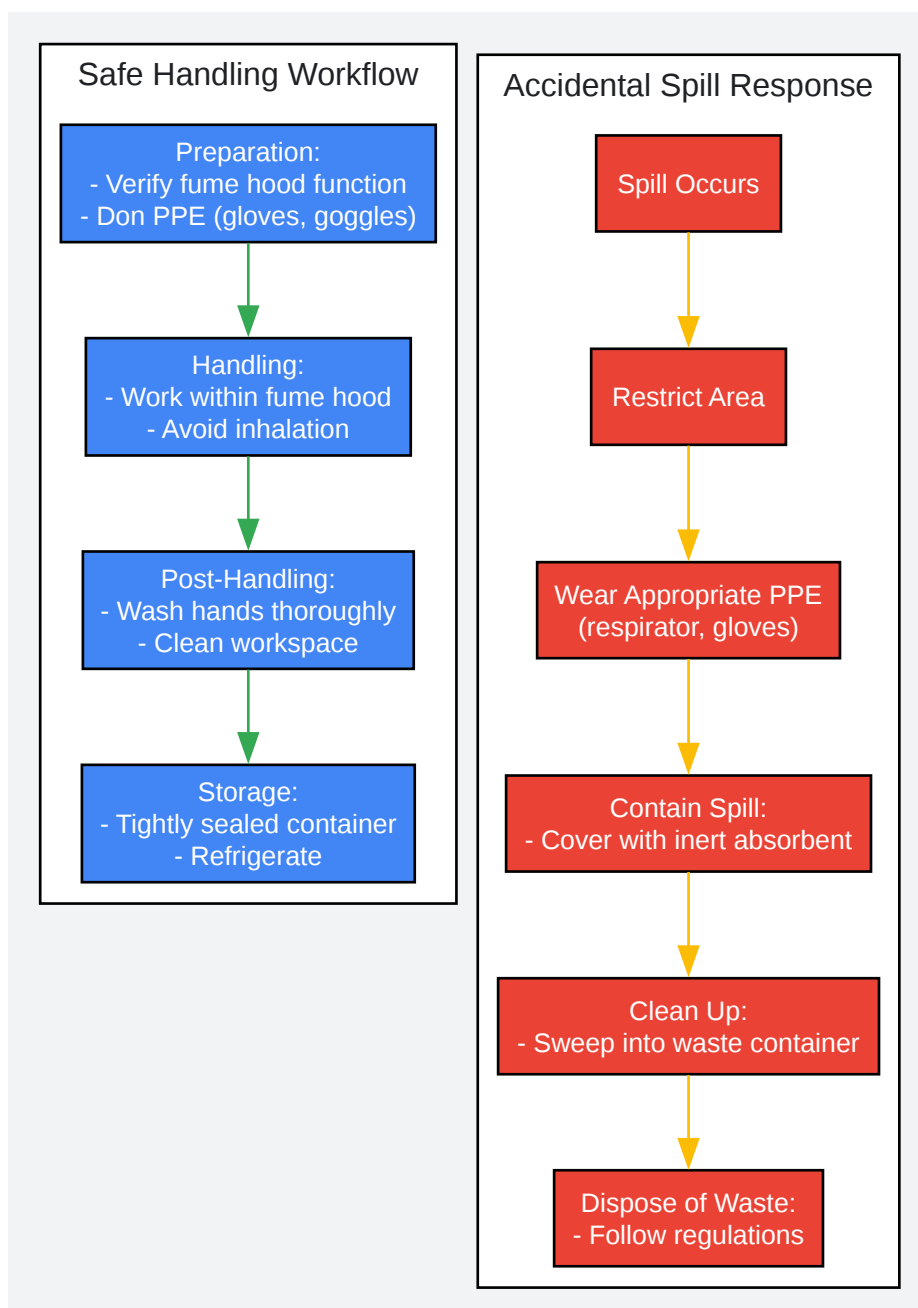 Safe Handling Workflow
Preparation:
- Verify fume hood function
- Don PPE (gloves, goggles)
Handling:
- Work within fume hood
- Avoid inhalation
Post-Handling:
- Wash hands thoroughly
- Clean workspace
Storage:
- Tightly sealed container
- Refrigerate
Accidental Spill Response
Spill Occurs
Restrict Area
Wear Appropriate PPE
(respirator, gloves)
Contain Spill:
- Cover with inert absorbent
Clean Up:
- Sweep into waste container
Dispose of Waste:
- Follow regulations